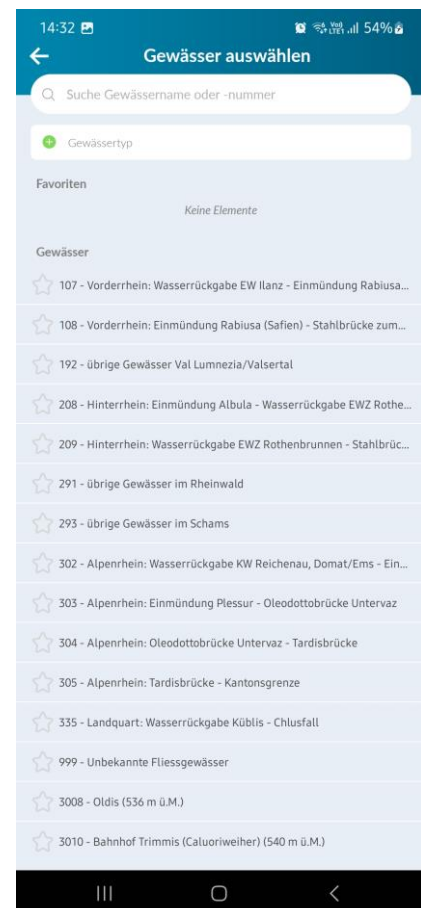 14:32 54%
Gewässer auswählen
Suche Gewässername oder -nummer
Gewässertyp
Favoriten
Keine Elemente
Gewässer
107 - Vorderrhein: Wasserrückgabe EW Ilanz - Einmündung Rabiusa...
108 - Vorderrhein: Einmündung Rabiusa (Safien) - Stahlbrücke zum...
192 - übrige Gewässer Val Lumnezia/Valsertal
208 - Hinterrhein: Einmündung Albula - Wasserrückgabe EWZ Rothe...
209 - Hinterrhein: Wasserrückgabe EWZ Rothenbrunnen - Stahlbrüc...
291 - übrige Gewässer im Rheinwald
293 - übrige Gewässer im Schams
302 - Alpenrhein: Wasserrückgabe KW Reichenau, Domat/Ems - Ein...
303 - Alpenrhein: Einmündung Plessur - Oleodottobrücke Untervaz
304 - Alpenrhein: Oleodottobrücke Untervaz - Tardisbrücke
305 - Alpenrhein: Tardisbrücke - Kantonsgrenze
335 - Landquart: Wasserrückgabe Küblis - Chlusfall
999 - Unbekannte Fliessgewässer
3008 - Oldis (536 m ü.M.)
3010 - Bahnhof Trimmis (Caluoriweiher) (540 m ü.M.)